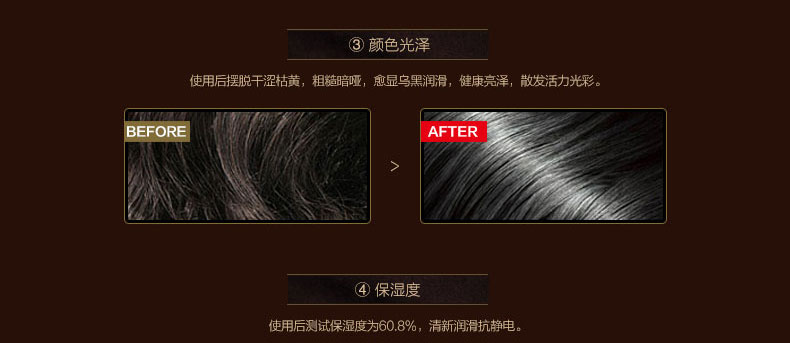 ③ 颜色光泽
使用后摆脱干涩枯黄，粗糙暗哑，愈显乌黑润滑，健康亮泽，散发活力光彩。
BEFORE
>
AFTER
④ 保湿度
使用后测试保湿度为60.8%，清新润滑抗静电。